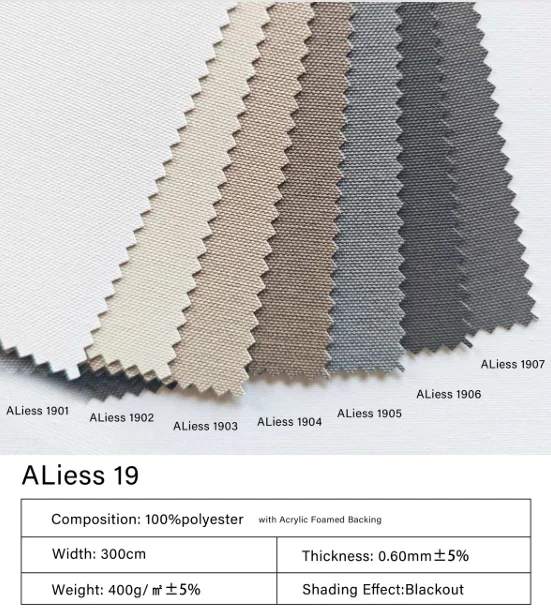 ALiess 1901
ALiess 1902
ALiess 1903
ALiess 1904
ALiess 1905
ALiess 1906
ALiess 1907
ALiess 19
Composition: 100%polyester with Acrylic Foamed Backing
Width: 300cm
Thickness: 0.60mm±5%
Weight: 400g/㎡±5%
Shading Effect:Blackout